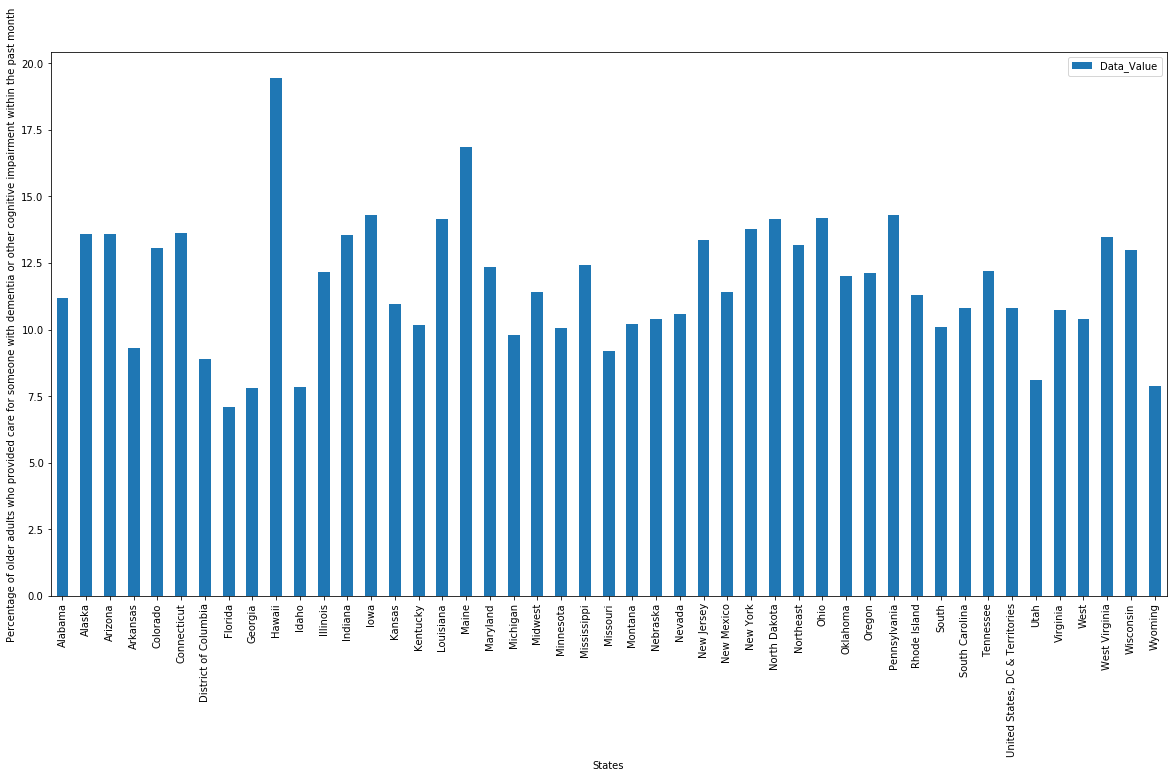 Percentage of older adults who provided care for someone with dementia or other cognitive impairment within the past month
20.0
17.5
15.0
12.5
10.0
7.5
5.0
2.5
0.0
Data_Value
Alabama
Alaska
Arizona
Arkansas
Colorado
Connecticut
District of Columbia
Florida
Georgia
Hawaii
Idaho
Illinois
Indiana
Iowa
Kansas
Kentucky
Louisiana
Maine
Maryland
Michigan
Midwest
Minnesota
Mississippi
Missouri
Montana
Nebraska
Nevada
New Jersey
New Mexico
New York
North Dakota
Northeast
Ohio
Oklahoma
Oregon
Pennsylvania
Rhode Island
South
South Carolina
Tennessee
United States, DC & Territories
Utah
Virginia
West
West Virginia
Wisconsin
Wyoming
States